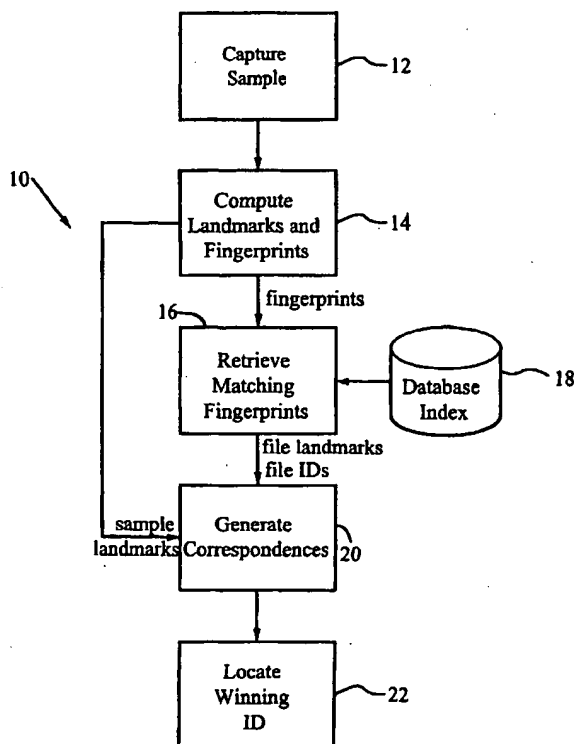 Capture
Sample
12
10
Compute
Landmarks and
Fingerprints
14
fingerprints
16
Retrieve
Matching
Fingerprints
Database
Index
18
file landmarks
file IDs
sample
landmarks
Generate
Correspondences
20
Locate
Winning
ID
22